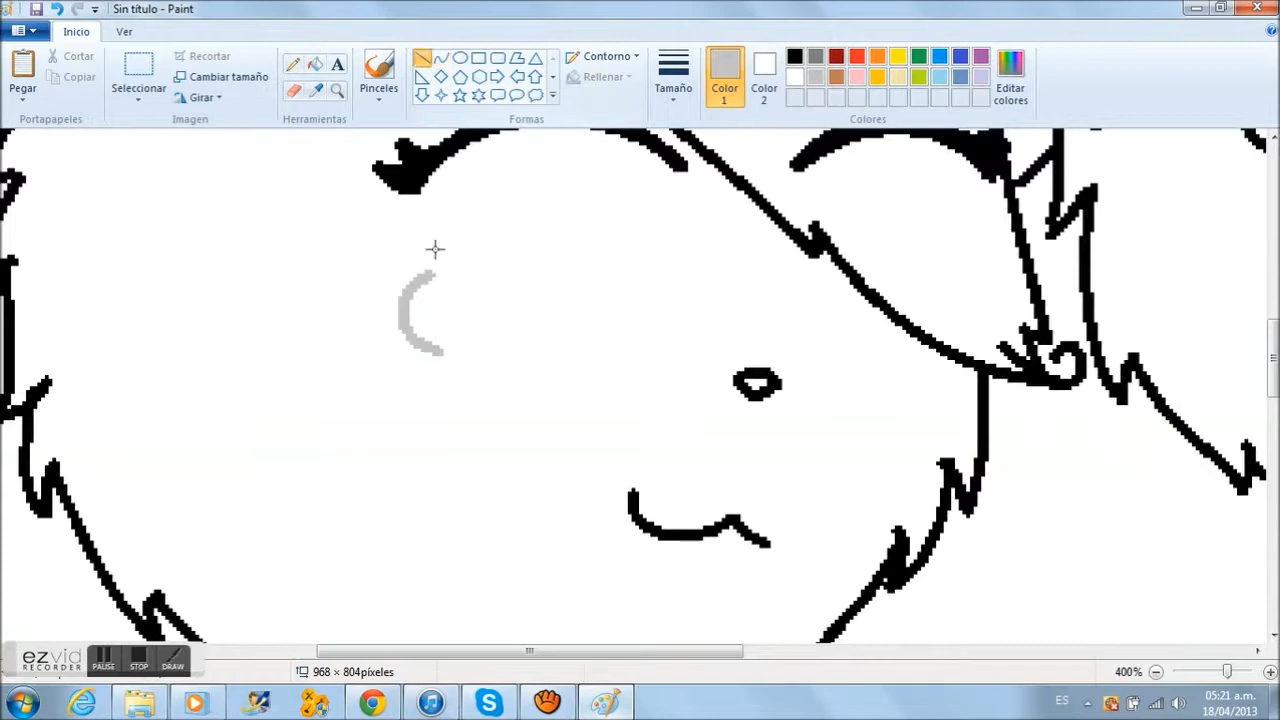 Sin título - Paint
Inicio
Ver
Pegar
Cortar
Copiar
Portapapeles
Seleccionar
Recortar
Cambiar tamaño
Girar
Imagen
A
Herramientas
Pinceles
Contorno
Rellenar
Formas
Tamaño
Color
1
Color
2
Editar
colores
Colores
ezvid
RECORDER
PAUSE
STOP
DRAW
968 × 804píxeles
400%
ES
05:21 a.m.
18/04/2013